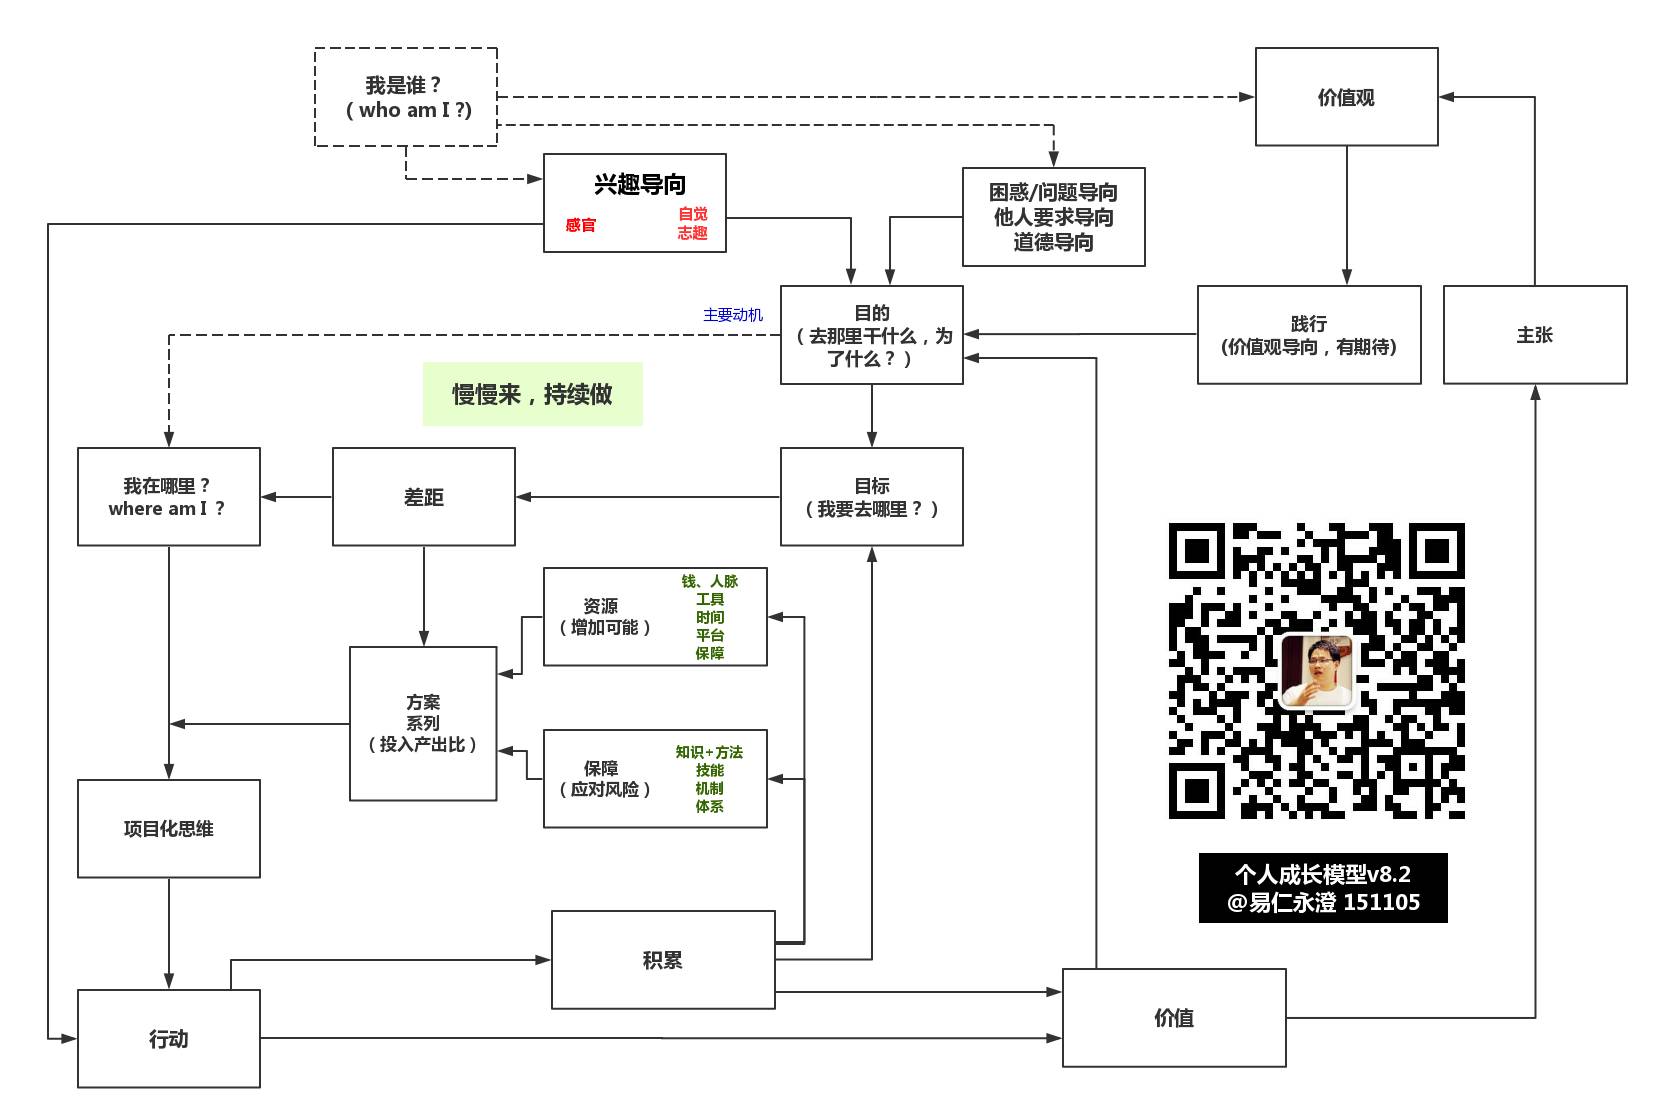 我是谁？
（who am I ?)
价值观
兴趣导向
感官
自觉
志趣
困惑/问题导向
他人要求导向
道德导向
主要动机
目的
（去那里干什么，为
了什么？）
践行
(价值观导向，有期待)
主张
慢慢来，持续做
我在哪里？
where am I ？
差距
目标
（我要去哪里？）
资源
（增加可能）
钱、人脉
工具
时间
平台
保障
方案
系列
（投入产出比）
保障
（应对风险）
知识+方法
技能
机制
体系
项目化思维
个人成长模型v8.2
@易仁永澄 151105
积累
价值
行动